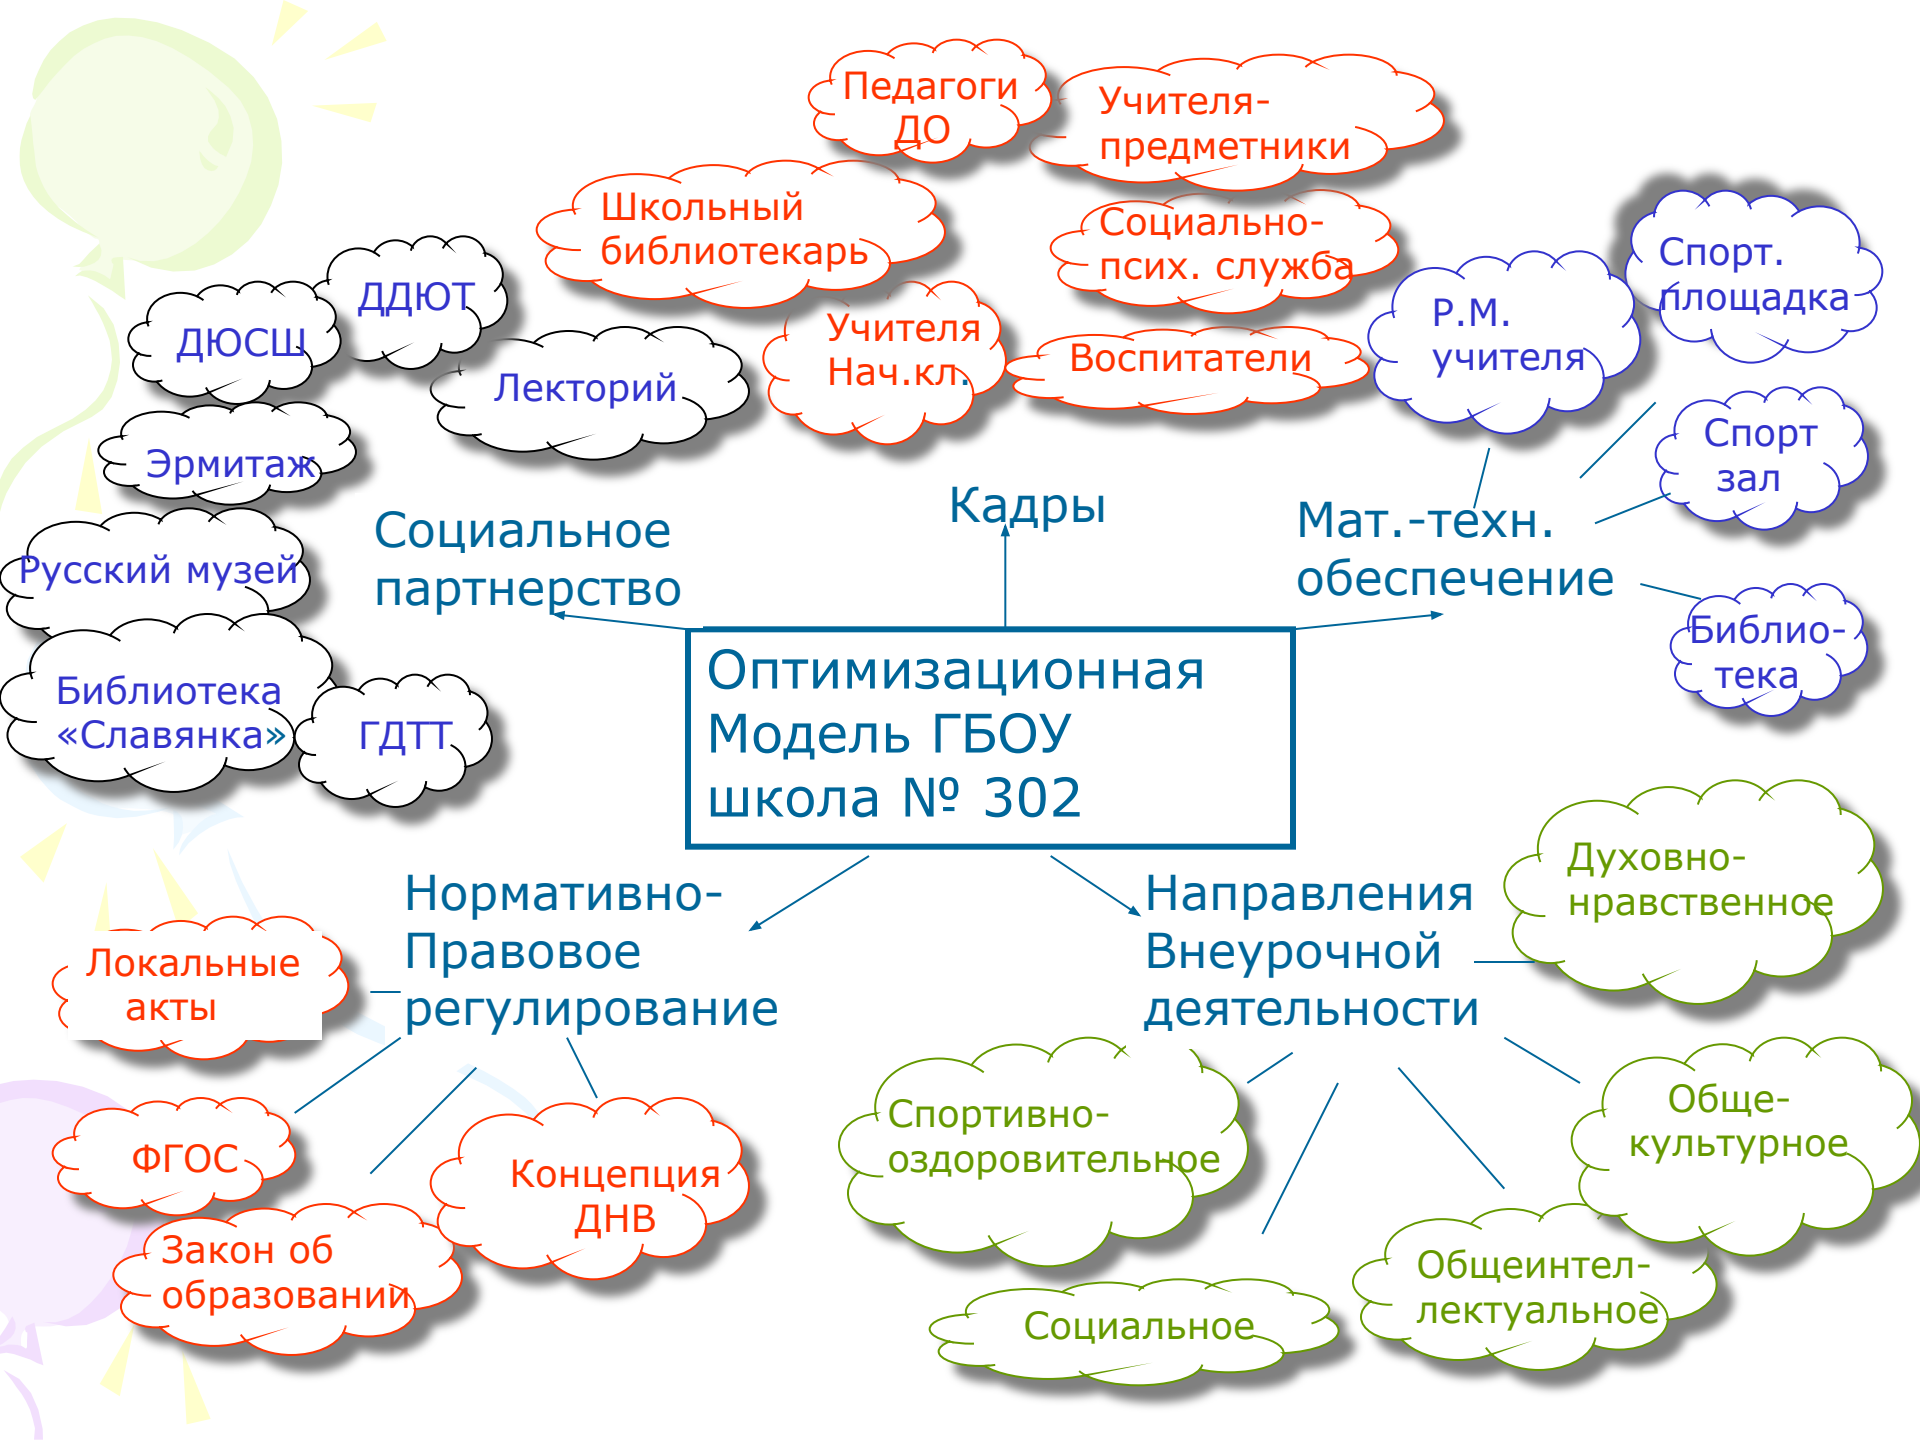 Педагоги
ДО
Учителя-
предметники
Школьный
библиотекарь
Социально-
псих. служба
Учителя
Нач.кл.
Воспитатели
ДДЮТ
ДЮСШ
Лекторий
Эрмитаж
Русский музей
Библиотека
«Славянка»
ГДТТ
Р.М.
учителя
Спорт.
площадка
Спорт
зал
Библио-
тека
Социальное
партнерство
Кадры
Мат.-техн.
обеспечение
Оптимизационная
Модель ГБОУ
школа № 302
Нормативно-
Правовое
регулирование
Направления
Внеурочной
деятельности
Локальные
акты
ФГОС
Закон об
образовании
Концепция
ДНВ
Духовно-
нравственное
Спортивно-
оздоровительное
Обще-
культурное
Социальное
Общеинтел-
лектуальное